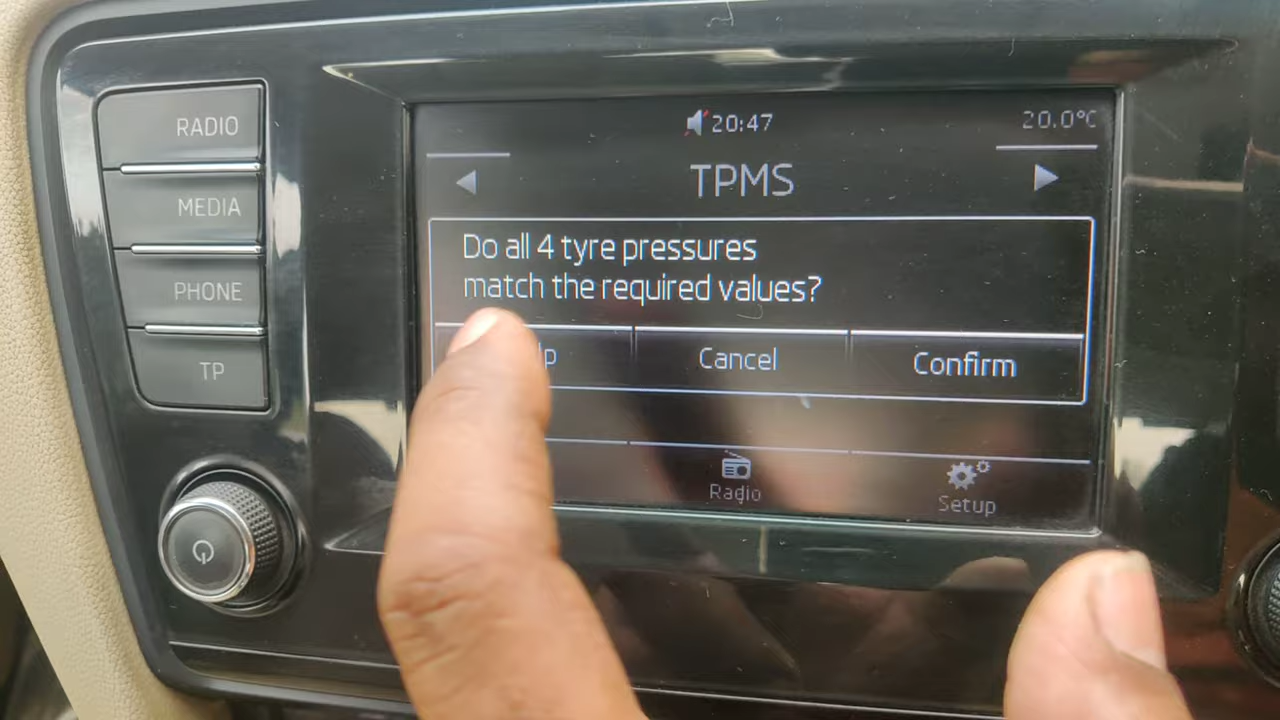 RADIO
MEDIA
PHONE
TP
20:47
20.0°C
TPMS
Do all 4 tyre pressures
match the required values?
Cancel
Confirm
Radio
Setup